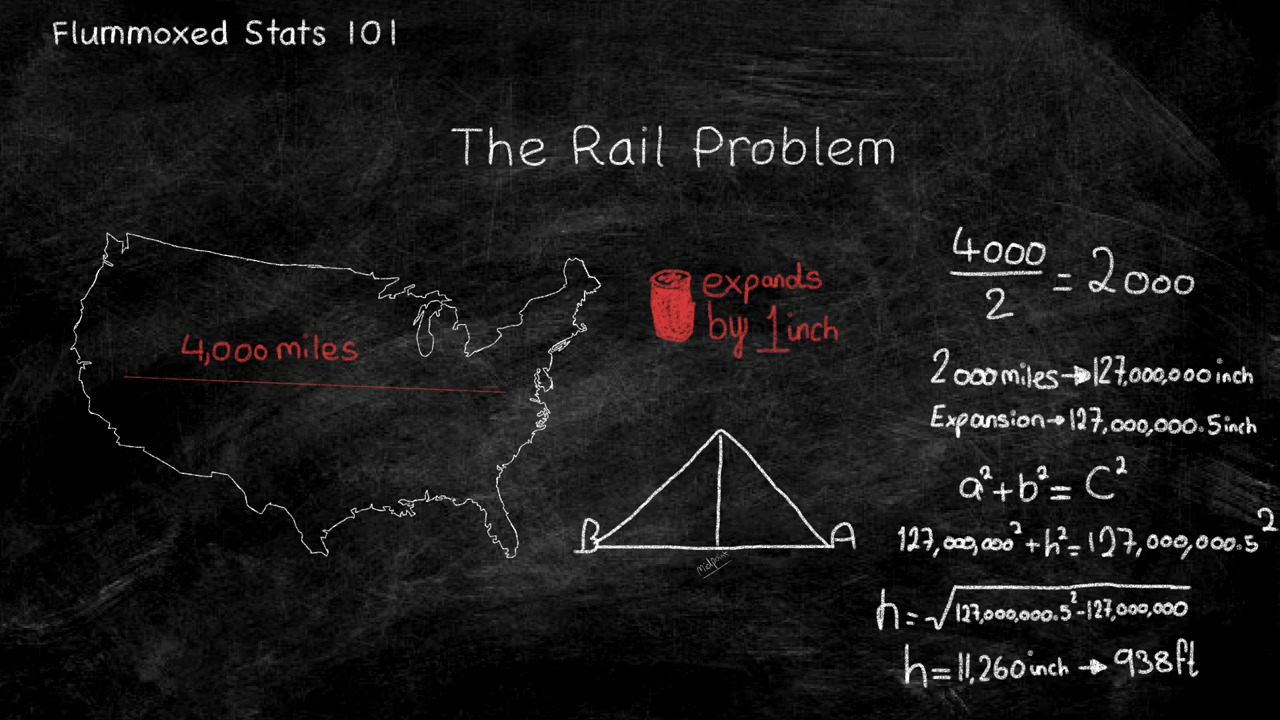 Flummoxed Stats 101
The Rail Problem
4,000 miles
expands
by 1 inch
4000
2
= 2000
2000 miles → 127,000,000 inch
Expansion → 127,000,000.5 inch
a² + b² = C²
127,000,000² + h² = 127,000,000.5²
h = √127,000,000.5² - 127,000,000
h = 11,260 inch → 938 ft
B
A